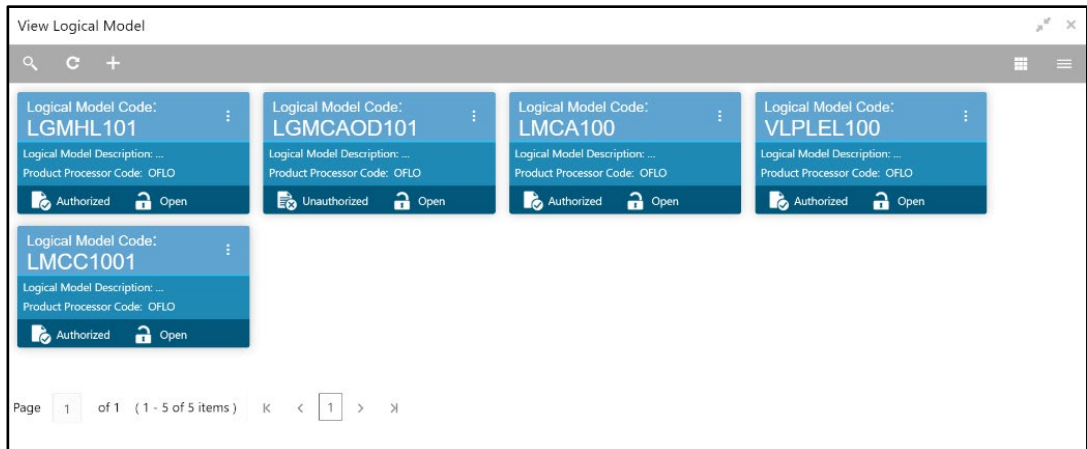 View Logical Model
Logical Model Code:
LGMHL101
Logical Model Description: ...
Product Processor Code: OFLO
Authorized Open
Logical Model Code:
LGMCAOD101
Logical Model Description: ...
Product Processor Code: OFLO
Unauthorized Open
Logical Model Code:
LMCA100
Logical Model Description: ...
Product Processor Code: OFLO
Authorized Open
Logical Model Code:
VLPLEL100
Logical Model Description: ...
Product Processor Code: OFLO
Authorized Open
Logical Model Code:
LMCC1001
Logical Model Description: ...
Product Processor Code: OFLO
Authorized Open
Page 1 of 1 ( 1 - 5 of 5 items ) 1